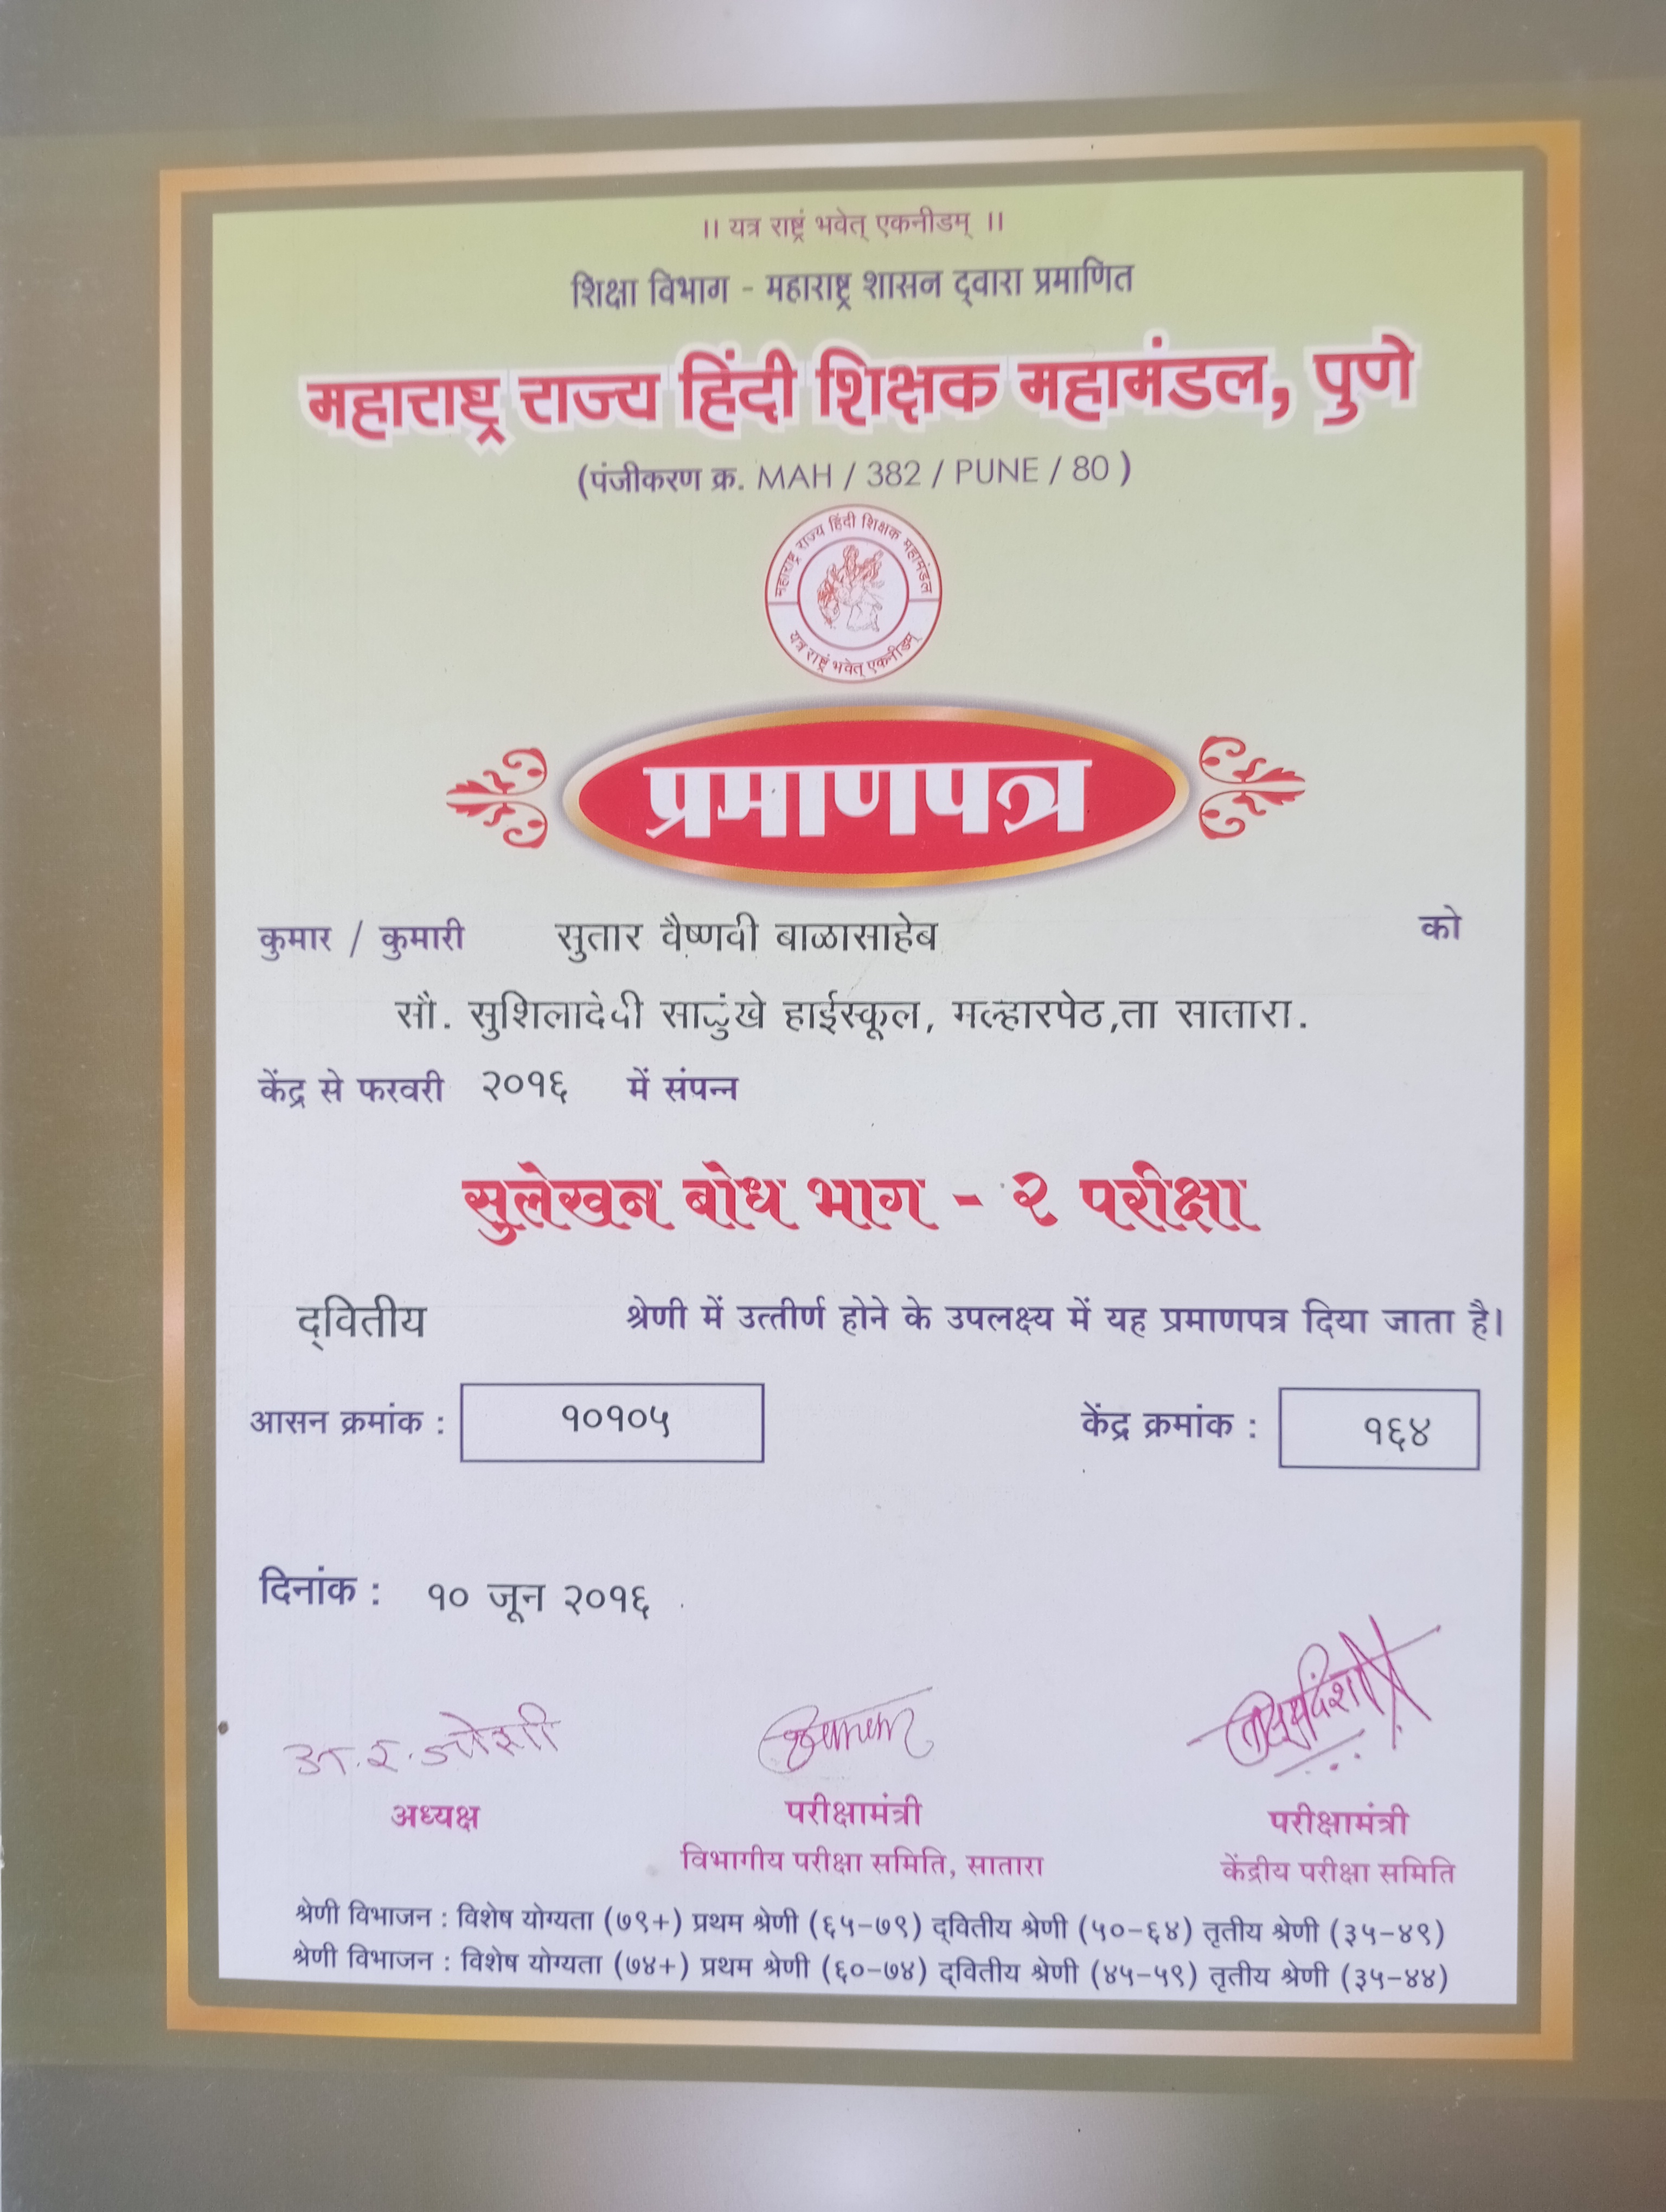 ।। यत्र राष्ट्रं भवेत् एकनीडम् ।।
शिक्षा विभाग - महाराष्ट्र शासन द्‌वारा प्रमाणित
महाराष्ट्र राज्य हिंदी शिक्षक महामंडल, पुणे
(पंजीकरण क्र. MAH / 382 / PUNE / 80 )
महाराष्ट्र राज्य हिंदी शिक्षक महामंडल
यत्र राष्ट्रं भवेत् एकनीडम्
प्रमाणपत्र
कुमार / कुमारी सुतार वैष्णवी बाळासाहेब को
सौ. सुशिलादेवी साळुंखे हाईस्कूल, मल्हारपेठ,ता सातारा.
केंद्र से फरवरी २०१६ में संपन्न
सुलेखन बोध भाग - २ परीक्षा
द्‌वितीय श्रेणी में उत्तीर्ण होने के उपलक्ष्य में यह प्रमाणपत्र दिया जाता है।
आसन क्रमांक : १०१०५ केंद्र क्रमांक : १६४
दिनांक : १० जून २०१६
अ. र. जोशी
अध्यक्ष परीक्षामंत्री परीक्षामंत्री
विभागीय परीक्षा समिति, सातारा केंद्रीय परीक्षा समिति
श्रेणी विभाजन : विशेष योग्यता (७९+) प्रथम श्रेणी (६५-७९) द्‌वितीय श्रेणी (५०-६४) तृतीय श्रेणी (३५-४९)
श्रेणी विभाजन : विशेष योग्यता (७४+) प्रथम श्रेणी (६०-७४) द्‌वितीय श्रेणी (४५-५९) तृतीय श्रेणी (३५-४४)